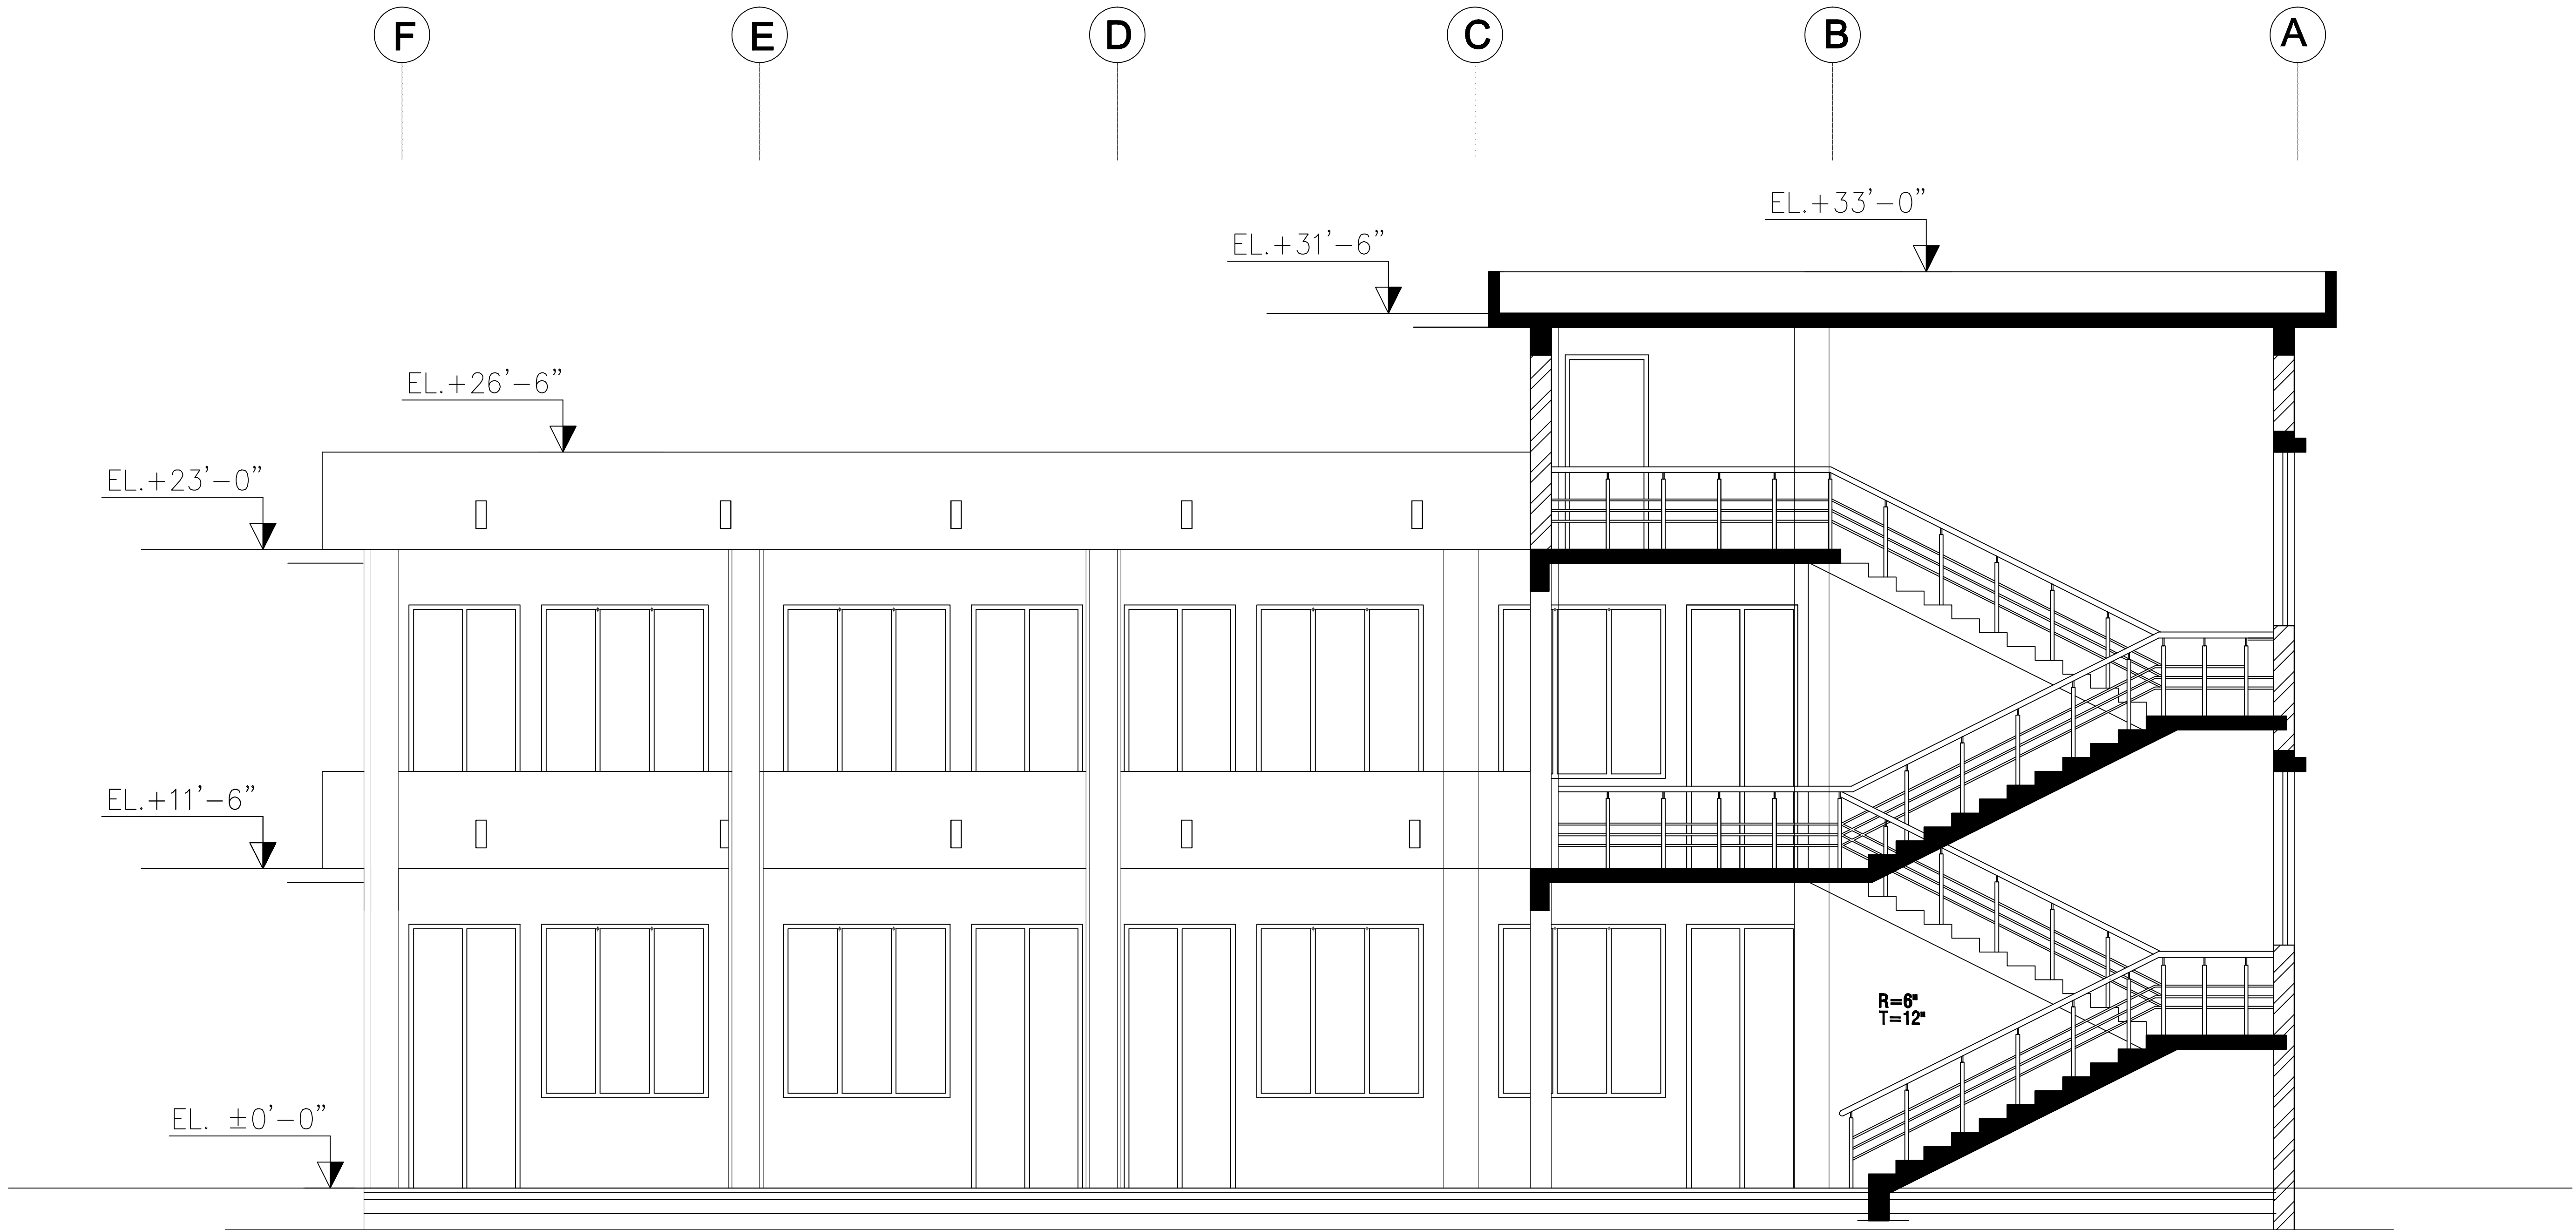 F
E
D
C
B
A
EL.+33'-0"
EL.+31'-6"
EL.+26'-6"
EL.+23'-0"
EL.+11'-6"
R=6"
T=12"
EL. ±0'-0"